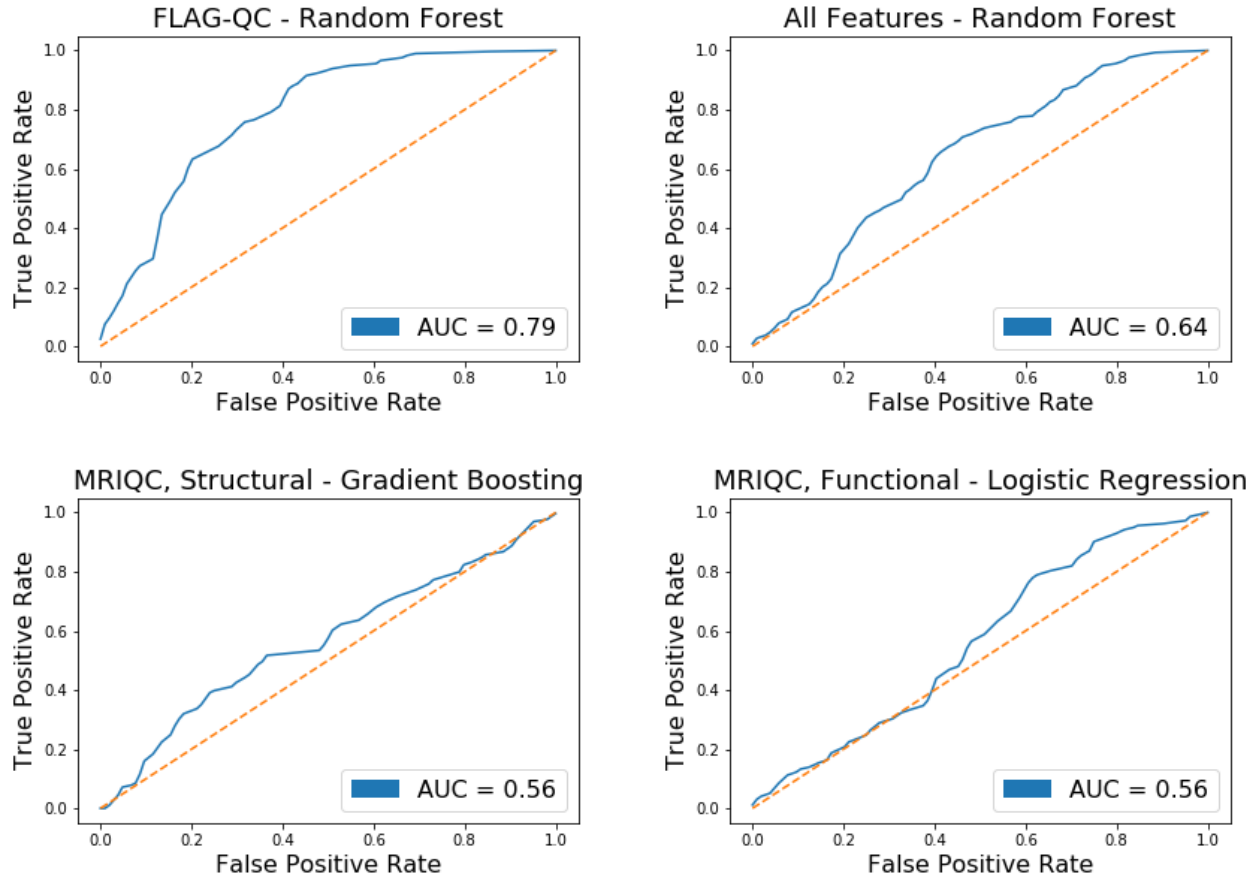 FLAG-QC - Random Forest
True Positive Rate
1.0
0.8
0.6
0.4
0.2
0.0
AUC = 0.79
0.0 0.2 0.4 0.6 0.8 1.0
False Positive Rate
All Features - Random Forest
True Positive Rate
1.0
0.8
0.6
0.4
0.2
0.0
AUC = 0.64
0.0 0.2 0.4 0.6 0.8 1.0
False Positive Rate
MRIQC, Structural - Gradient Boosting
True Positive Rate
1.0
0.8
0.6
0.4
0.2
0.0
AUC = 0.56
0.0 0.2 0.4 0.6 0.8 1.0
False Positive Rate
MRIQC, Functional - Logistic Regression
True Positive Rate
1.0
0.8
0.6
0.4
0.2
0.0
AUC = 0.56
0.0 0.2 0.4 0.6 0.8 1.0
False Positive Rate